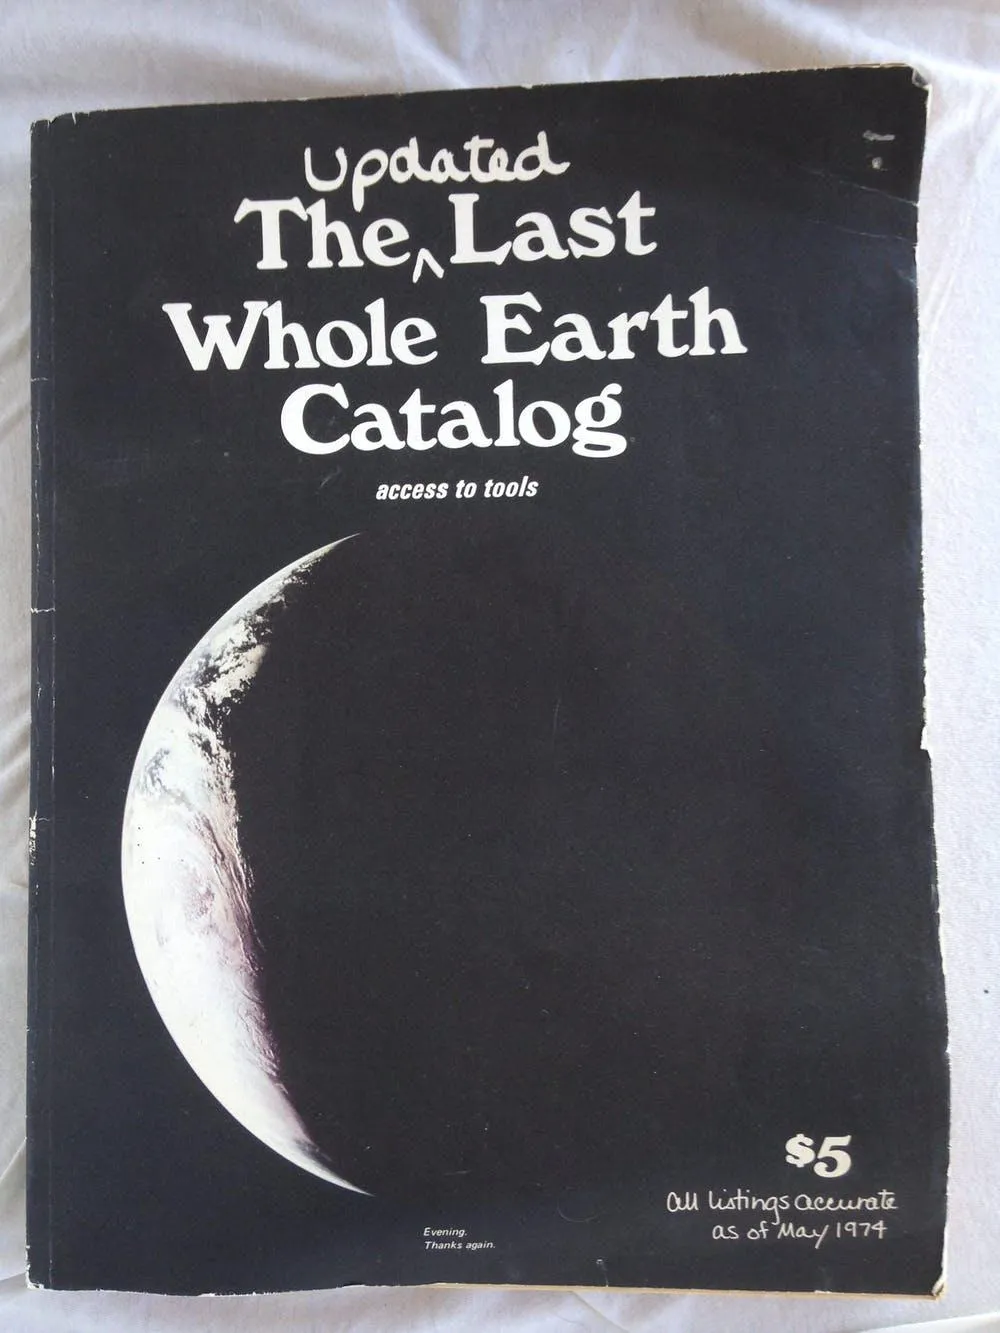 Updated
The ^ Last
Whole Earth
Catalog
access to tools
$5
all listings accurate
as of May 1974
Evening.
Thanks again.